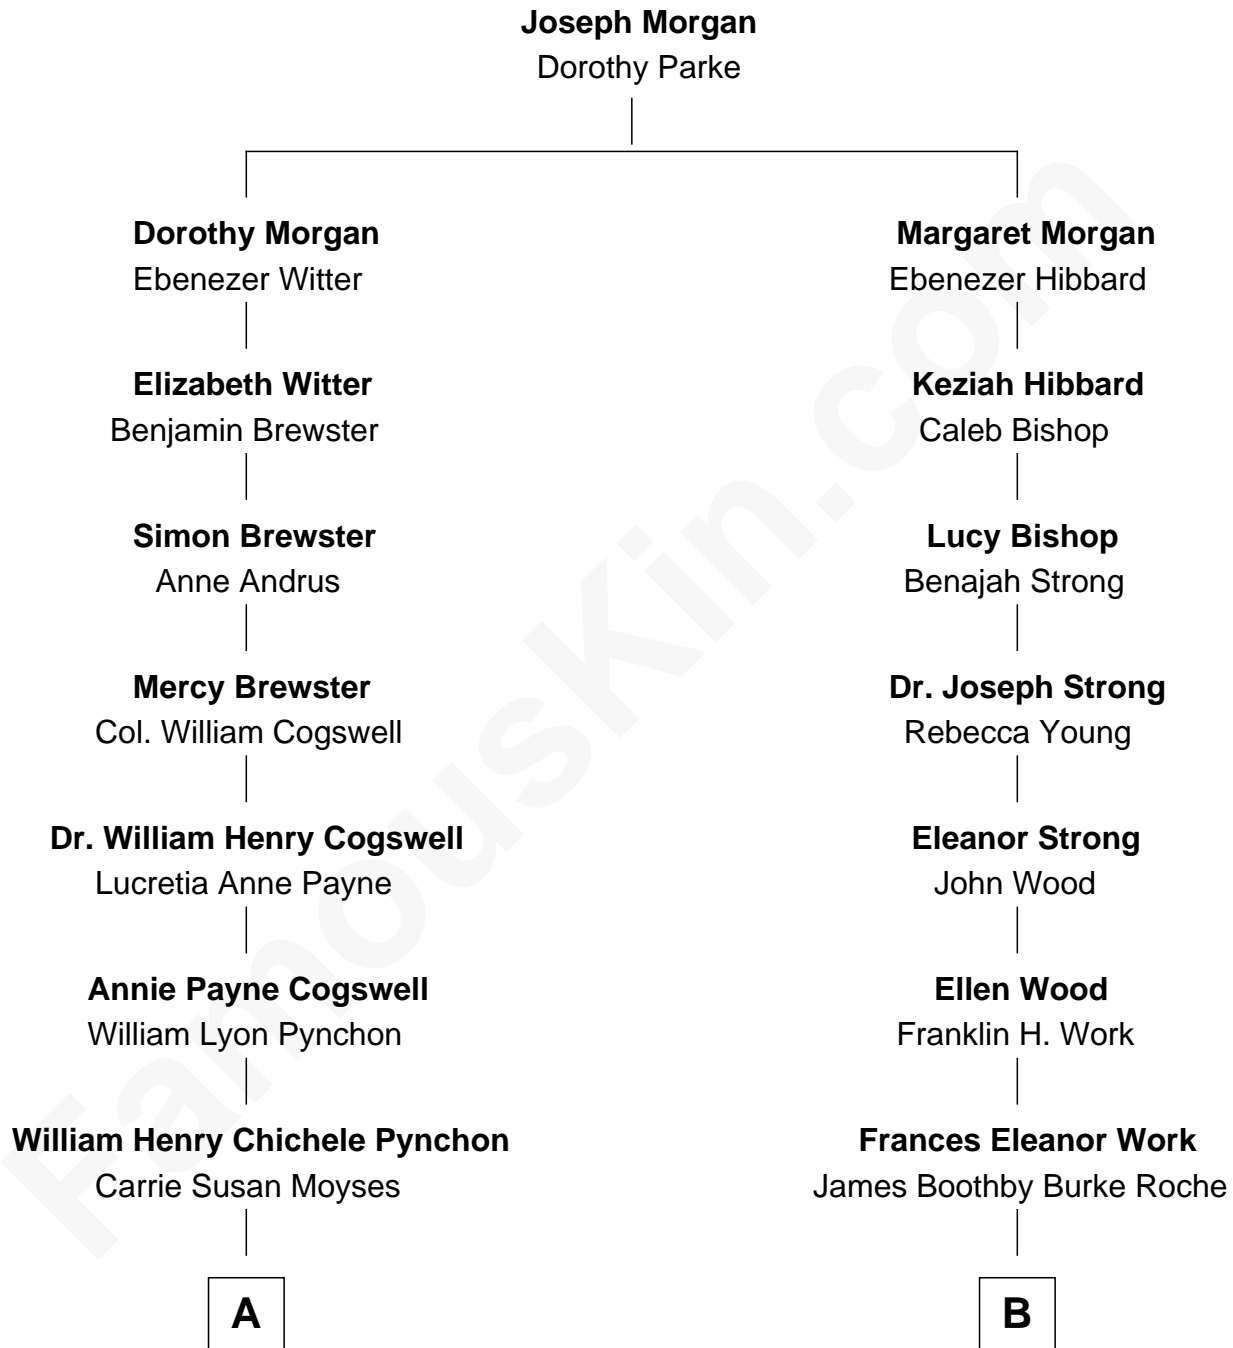 Joseph Morgan
Dorothy Parke
Dorothy Morgan
Ebenezer Witter
Margaret Morgan
Ebenezer Hibbard
Elizabeth Witter
Benjamin Brewster
Keziah Hibbard
Caleb Bishop
Simon Brewster
Anne Andrus
Lucy Bishop
Benajah Strong
Mercy Brewster
Col. William Cogswell
Dr. Joseph Strong
Rebecca Young
Dr. William Henry Cogswell
Lucretia Anne Payne
Eleanor Strong
John Wood
Annie Payne Cogswell
William Lyon Pynchon
Ellen Wood
Franklin H. Work
William Henry Chichele Pynchon
Carrie Susan Moyses
Frances Eleanor Work
James Boothby Burke Roche
A
B
FamousKin.com